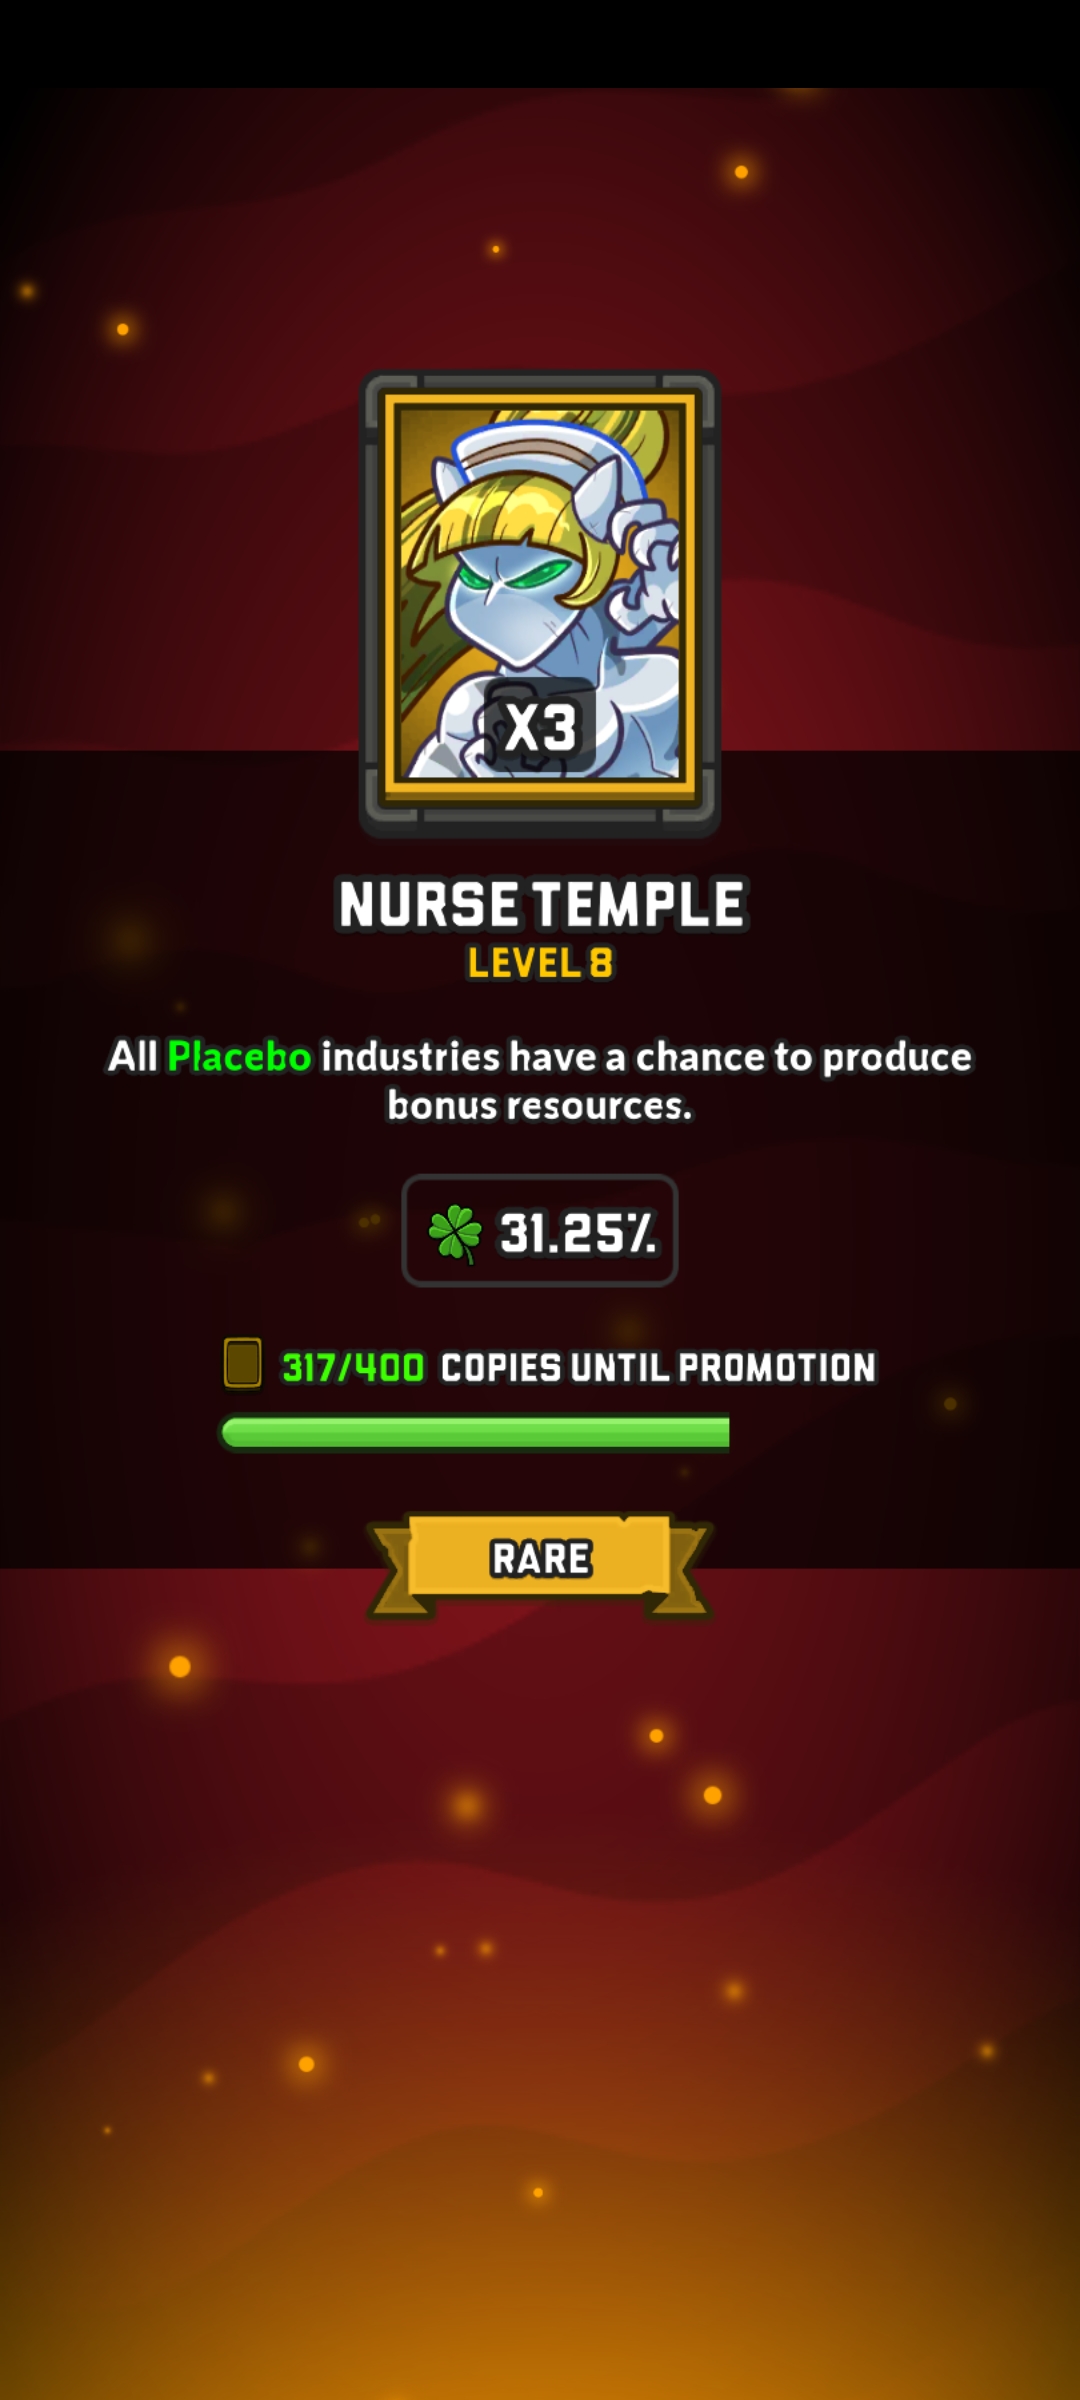 X3
NURSE TEMPLE
LEVEL 8
All Placebo industries have a chance to produce
bonus resources.
31.25%
317/400 COPIES UNTIL PROMOTION
RARE